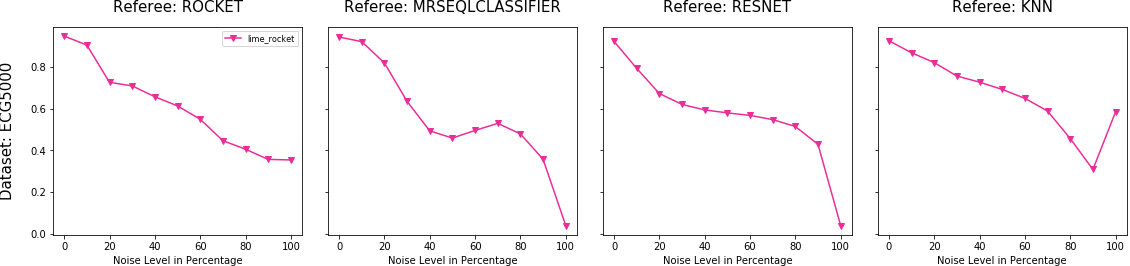 Referee: ROCKET
Referee: MRSEQLCLASSIFIER
Referee: RESNET
Referee: KNN
Dataset: ECG5000
lime_rocket
0.8
0.6
0.4
0.2
0.0
0 20 40 60 80 100
0 20 40 60 80 100
0 20 40 60 80 100
0 20 40 60 80 100
Noise Level in Percentage
Noise Level in Percentage
Noise Level in Percentage
Noise Level in Percentage